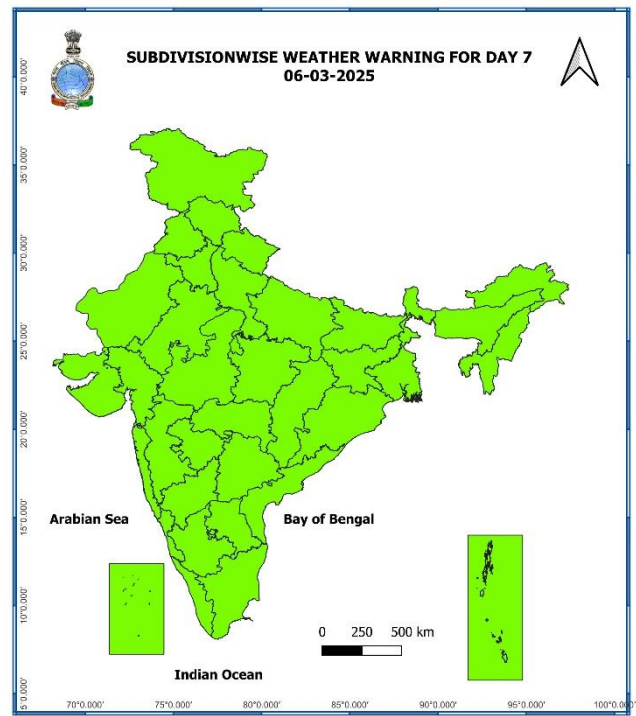 SUBDIVISIONWISE WEATHER WARNING FOR DAY 7
06-03-2025
40°0.000'
35°0.000'
30°0.000'
25°0.000'
20°0.000'
15°0.000'
10°0.000'
5°0.000'
Arabian Sea
Bay of Bengal
0 250 500 km
Indian Ocean
70°0.000' 75°0.000' 80°0.000' 85°0.000' 90°0.000' 95°0.000' 100°0.000'